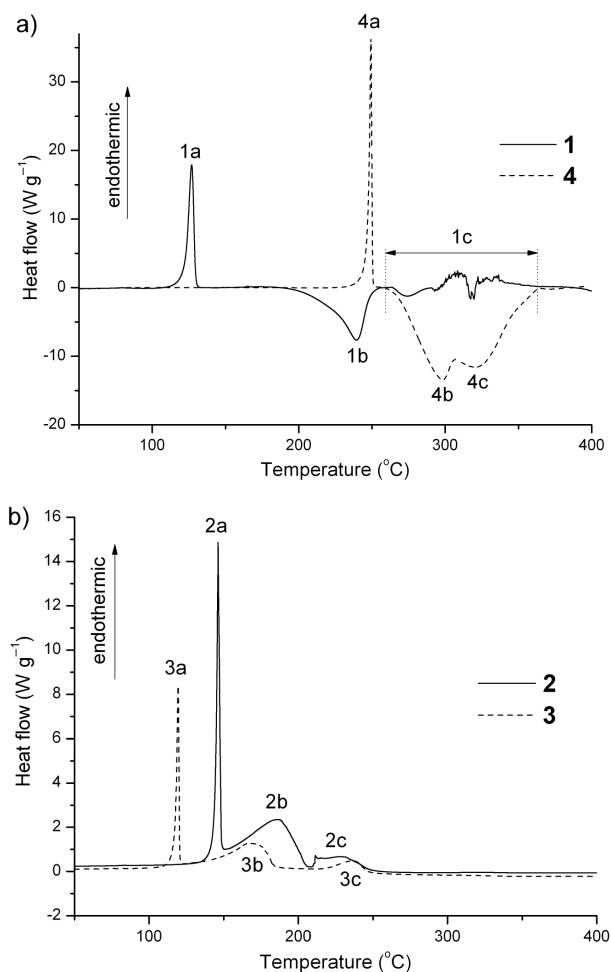 a)
4a
30
20
10
0
-10
-20
Heat flow (W g⁻¹)
endothermic
1a
1
4
1c
1b
4b
4c
100
200
300
400
Temperature (°C)
b)
16
14
12
10
8
6
4
2
0
-2
Heat flow (W g⁻¹)
endothermic
2a
3a
2
3
2b
2c
3b
3c
100
200
300
400
Temperature (°C)